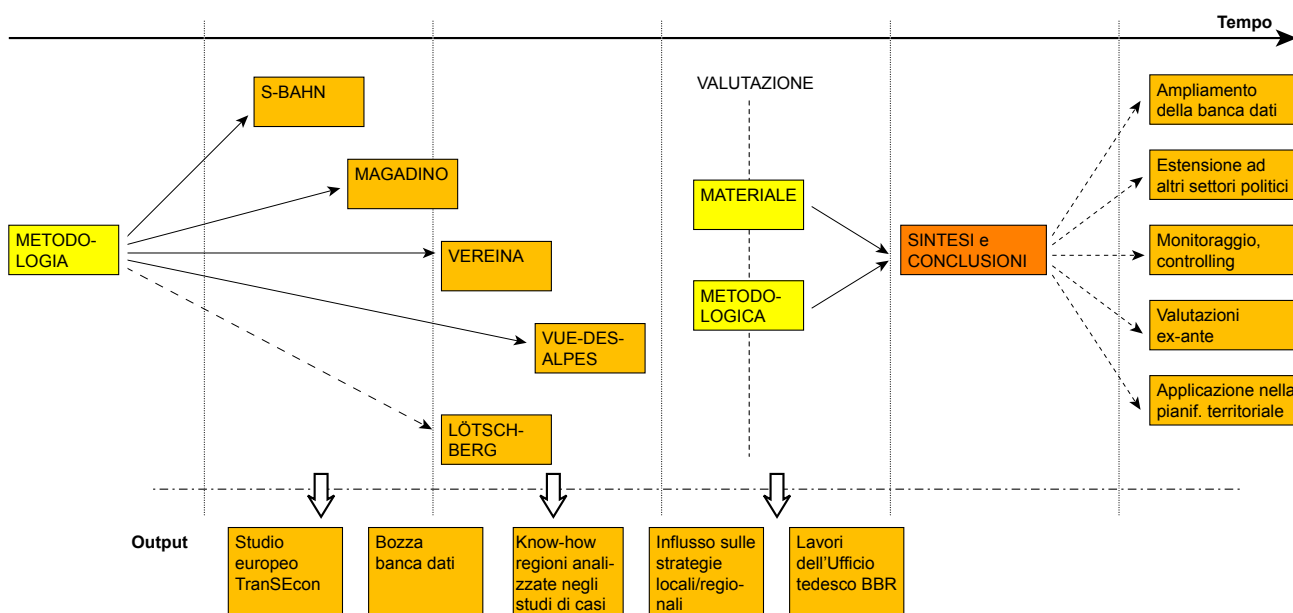 Tempo
S-BAHN
VALUTAZIONE
Ampliamento
della banca dati
MAGADINO
Estensione ad
altri settori politici
MATERIALE
METODO-
LOGIA
VEREINA
SINTESI e
CONCLUSIONI
Monitoraggio,
controlling
METODO-
LOGICA
VUE-DES-
ALPES
Valutazioni
ex-ante
LÖTSCH-
BERG
Applicazione nella
pianif. territoriale
Output
Studio
europeo
TranSEcon
Bozza
banca dati
Know-how
regioni anali-
zzate negli
studi di casi
Influsso sulle
strategie
locali/regio-
nali
Lavori
dell'Ufficio
tedesco BBR